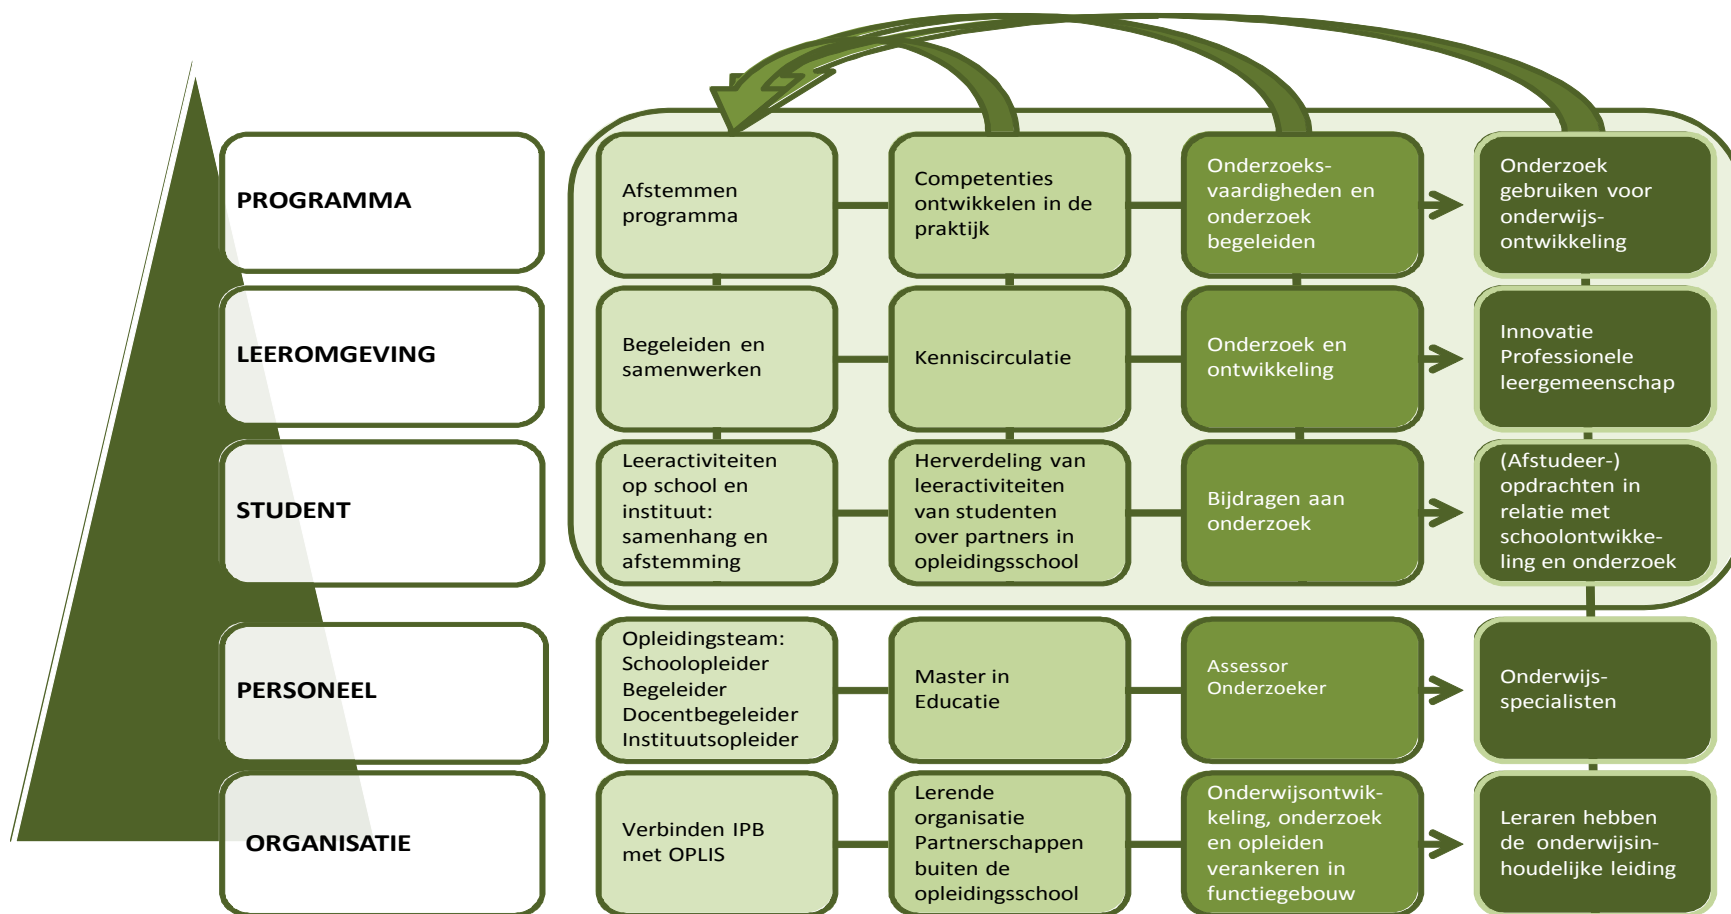 PROGRAMMA
Afstemmen
programma
Competenties
ontwikkelen in de
praktijk
Onderzoeks-
vaardigheden en
onderzoek
begeleiden
Onderzoek
gebruiken voor
onderwijs-
ontwikkeling
LEEROMGEVING
Begeleiden en
samenwerken
Kenniscirculatie
Onderzoek en
ontwikkeling
Innovatie
Professionele
leergemeenschap
STUDENT
Leeractiviteiten
op school en
instituut:
samenhang en
afstemming
Herverdeling van
leeractiviteiten
van studenten
over partners in
opleidingsschool
Bijdragen aan
onderzoek
(Afstudeer-)
opdrachten in
relatie met
schoolontwikke-
ling en onderzoek
PERSONEEL
Opleidingsteam:
Schoolopleider
Begeleider
Docentbegeleider
Instituutsopleider
Master in
Educatie
Assessor
Onderzoeker
Onderwijs-
specialisten
ORGANISATIE
Verbinden IPB
met OPLIS
Lerende
organisatie
Partnerschappen
buiten de
opleidingsschool
Onderwijsontwik-
keling, onderzoek
en opleiden
verankeren in
functiegebouw
Leraren hebben
de onderwijsin-
houdelijke leiding